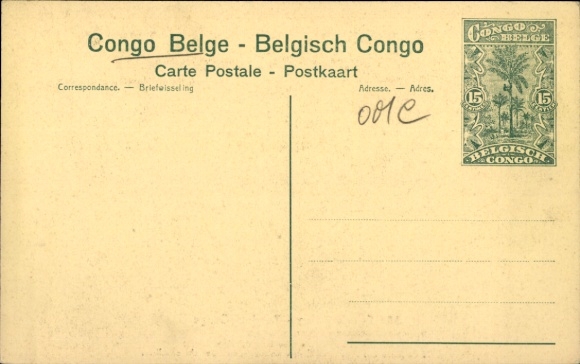 Congo Belge - Belgisch Congo
Carte Postale - Postkaart
Correspondance. — Briefwisseling
Adresse. — Adres.
CONGO
BELGE
15 15
BELGISCH
CONGO